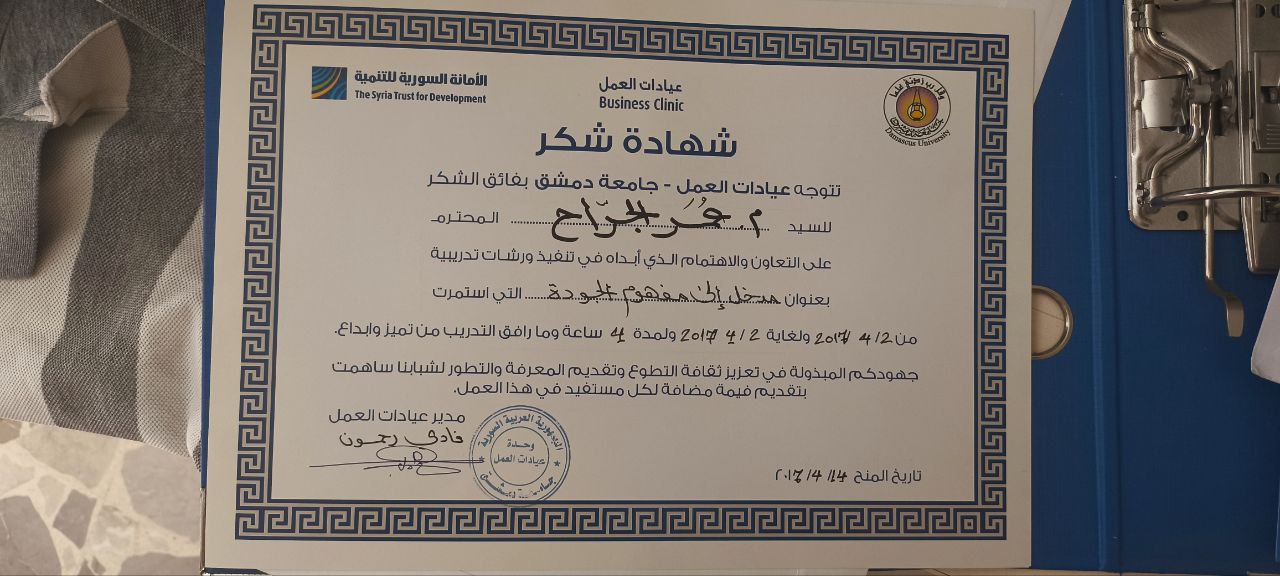 الأمانة السورية للتنمية
The Syria Trust for Development
عيادات العمل
Business Clinic
Damascus University
شهادة شكر
تتوجه عيادات العمل - جامعة دمشق بفائق الشكر
للسيد م. عمر الجراح المحترم
على التعاون والاهتمام الذي أبداه في تنفيذ ورشات تدريبية
بعنوان مدخل إلى مفهوم الجودة التي استمرت
من 2/ 4 /2017 ولغاية 2/ 4 2017 ولمدة 4 ساعة وما رافق التدريب من تميز وابداع.
جهودكم المبذولة في تعزيز ثقافة التطوع وتقديم المعرفة والتطور لشبابنا ساهمت
بتقديم قيمة مضافة لكل مستفيد في هذا العمل.
مدير عيادات العمل
فادي رحمون
الجمهورية العربية السورية
وحدة
عيادات العمل
جامعة دمشق
تاريخ المنح 14/ 4/ 2017